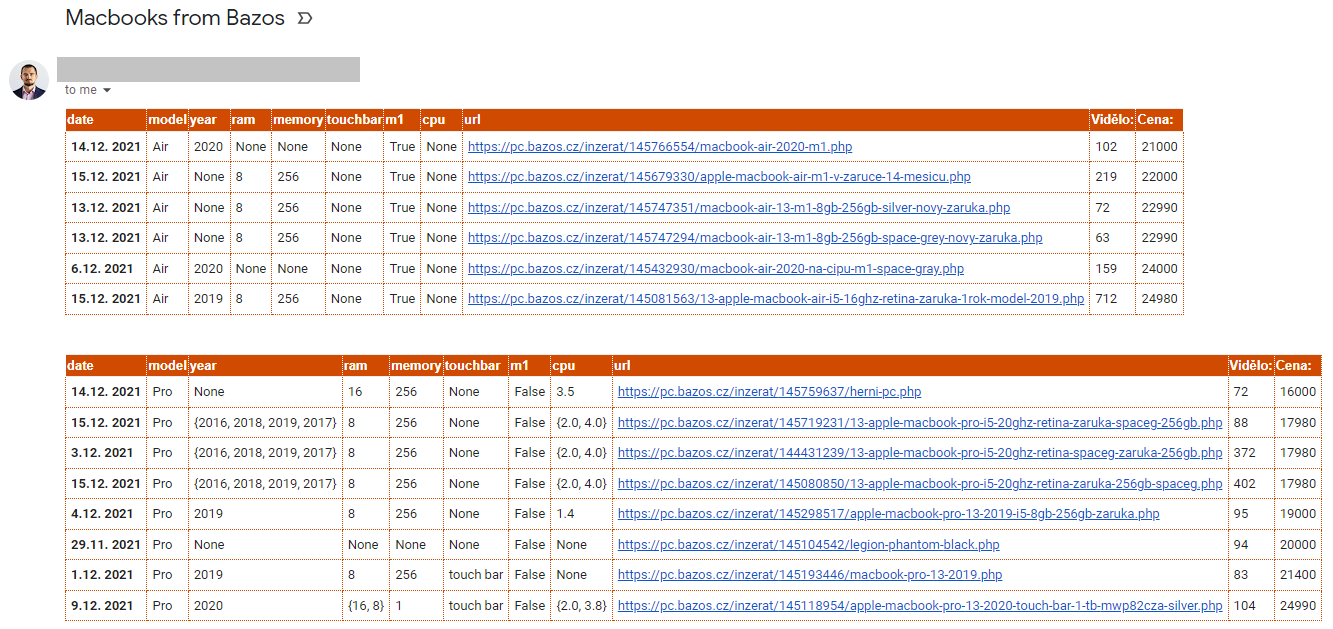 Macbooks from Bazos
to me
date model year ram memory touchbar m1 cpu url Vidělo: Cena:
14.12. 2021 Air 2020 None None None True None https://pc.bazos.cz/inzerat/145766554/macbook-air-2020-m1.php 102 21000
15.12. 2021 Air None 8 256 None True None https://pc.bazos.cz/inzerat/145679330/apple-macbook-air-m1-v-zaruce-14-mesicu.php 219 22000
13.12. 2021 Air None 8 256 None True None https://pc.bazos.cz/inzerat/145747351/macbook-air-13-m1-8gb-256gb-silver-novy-zaruka.php 72 22990
13.12. 2021 Air None 8 256 None True None https://pc.bazos.cz/inzerat/145747294/macbook-air-13-m1-8gb-256gb-space-grey-novy-zaruka.php 63 22990
6.12. 2021 Air 2020 None None None True None https://pc.bazos.cz/inzerat/145432930/macbook-air-2020-na-cipu-m1-space-gray.php 159 24000
15.12. 2021 Air 2019 8 256 None True None https://pc.bazos.cz/inzerat/145081563/13-apple-macbook-air-i5-16ghz-retina-zaruka-1rok-model-2019.php 712 24980
date model year ram memory touchbar m1 cpu url Vidělo: Cena:
14.12. 2021 Pro None 16 256 None False 3.5 https://pc.bazos.cz/inzerat/145759637/herni-pc.php 72 16000
15.12. 2021 Pro {2016, 2018, 2019, 2017} 8 256 None False {2.0, 4.0} https://pc.bazos.cz/inzerat/145719231/13-apple-macbook-pro-i5-20ghz-retina-zaruka-spaceg-256gb.php 88 17980
3.12. 2021 Pro {2016, 2018, 2019, 2017} 8 256 None False {2.0, 4.0} https://pc.bazos.cz/inzerat/144431239/13-apple-macbook-pro-i5-20ghz-retina-spaceg-zaruka-256gb.php 372 17980
15.12. 2021 Pro {2016, 2018, 2019, 2017} 8 256 None False {2.0, 4.0} https://pc.bazos.cz/inzerat/145080850/13-apple-macbook-pro-i5-20ghz-retina-zaruka-256gb-spaceg.php 402 17980
4.12. 2021 Pro 2019 8 256 None False 1.4 https://pc.bazos.cz/inzerat/145298517/apple-macbook-pro-13-2019-i5-8gb-256gb-zaruka.php 95 19000
29.11. 2021 Pro None None None None False None https://pc.bazos.cz/inzerat/145104542/legion-phantom-black.php 94 20000
1.12. 2021 Pro 2019 8 256 touch bar False None https://pc.bazos.cz/inzerat/145193446/macbook-pro-13-2019.php 83 21400
9.12. 2021 Pro 2020 {16, 8} 1 touch bar False {2.0, 3.8} https://pc.bazos.cz/inzerat/145118954/apple-macbook-pro-13-2020-touch-bar-1-tb-mwp82cza-silver.php 104 24990